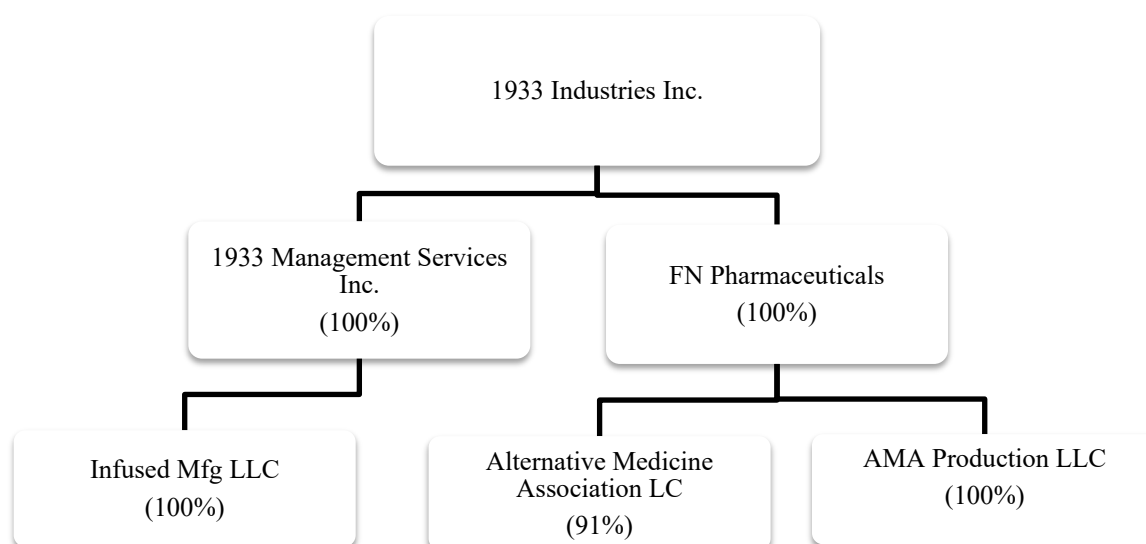 1933 Industries Inc.
1933 Management Services
Inc.
(100%)
FN Pharmaceuticals
(100%)
Infused Mfg LLC
(100%)
Alternative Medicine
Association LC
(91%)
AMA Production LLC
(100%)